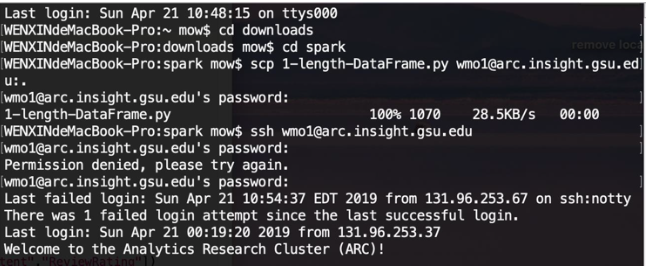 Last login: Sun Apr 21 10:48:15 on ttys000
[WENXINdeMacBook-Pro:~ mow$ cd downloads ]
[WENXINdeMacBook-Pro:downloads mow$ cd spark ]
remove loca
[WENXINdeMacBook-Pro:spark mow$ scp 1-length-DataFrame.py wmo1@arc.insight.gsu.ed]
u:.
[wmo1@arc.insight.gsu.edu's password: ]
1-length-DataFrame.py 100% 1070 28.5KB/s 00:00
[WENXINdeMacBook-Pro:spark mow$ ssh wmo1@arc.insight.gsu.edu ]
[wmo1@arc.insight.gsu.edu's password: ]
Permission denied, please try again.
[wmo1@arc.insight.gsu.edu's password: ]
Last failed login: Sun Apr 21 10:54:37 EDT 2019 from 131.96.253.67 on ssh:notty
There was 1 failed login attempt since the last successful login.
Last login: Sun Apr 21 00:19:20 2019 from 131.96.253.37
Welcome to the Analytics Research Cluster (ARC)!
tent","ReviewRating"])